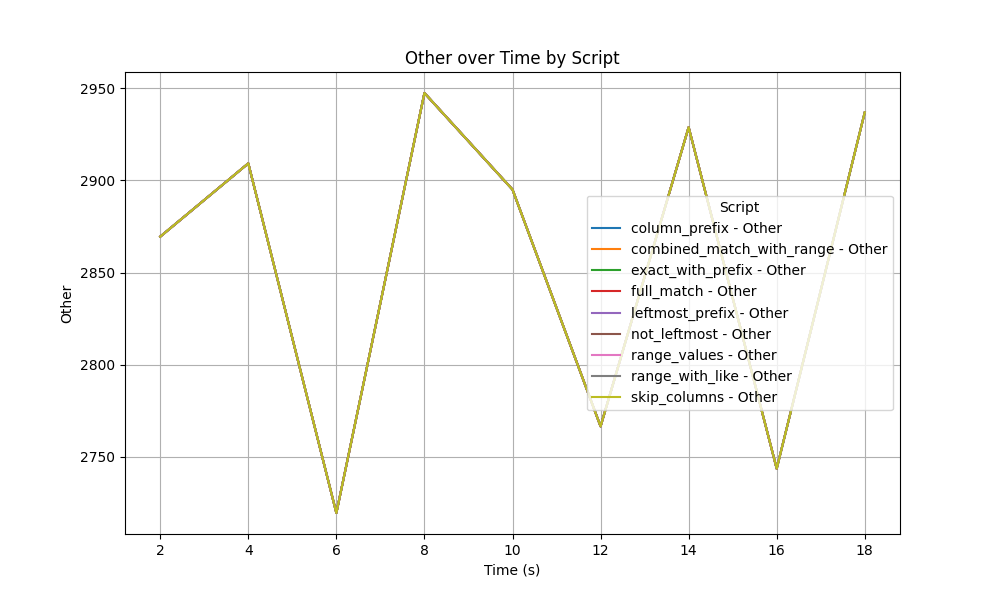 Other over Time by Script
2950
2900
2850
2800
2750
Other
Script
column_prefix - Other
combined_match_with_range - Other
exact_with_prefix - Other
full_match - Other
leftmost_prefix - Other
not_leftmost - Other
range_values - Other
range_with_like - Other
skip_columns - Other
2 4 6 8 10 12 14 16 18
Time (s)